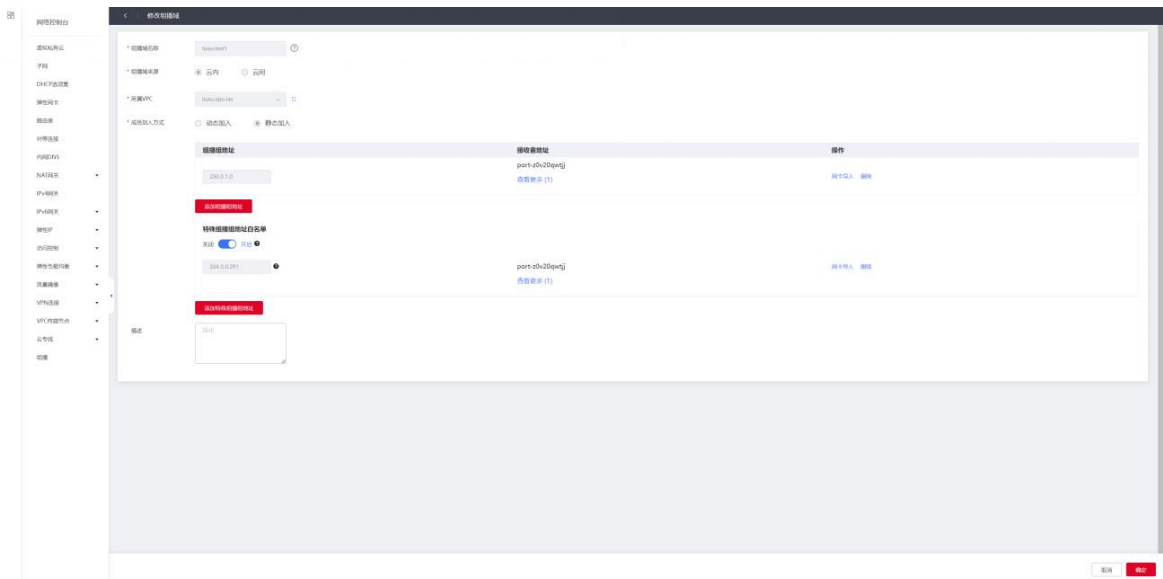 网络控制台
修改组播域
虚拟私有云
子网
DHCP选项集
弹性网卡
路由表
对等连接
内网DNS
NAT网关
IPv4网关
IPv6网关
弹性IP
访问控制
弹性负载均衡
流量镜像
VPN连接
VPC终端节点
云专线
组播
* 组播域名称
* 组播域来源
云内
云间
* 所属VPC
* 成员加入方式
动态加入
静态加入
组播组地址
接收者地址
操作
230.0.1.0
port-z0v20qwtjj
查看更多 (1)
网卡导入 删除
添加组播组地址
特殊组播组地址白名单
关闭
开启
224.0.0.251
port-z0v20qwtjj
查看更多 (1)
网卡导入 删除
添加特殊组播组地址
描述
取消
确定